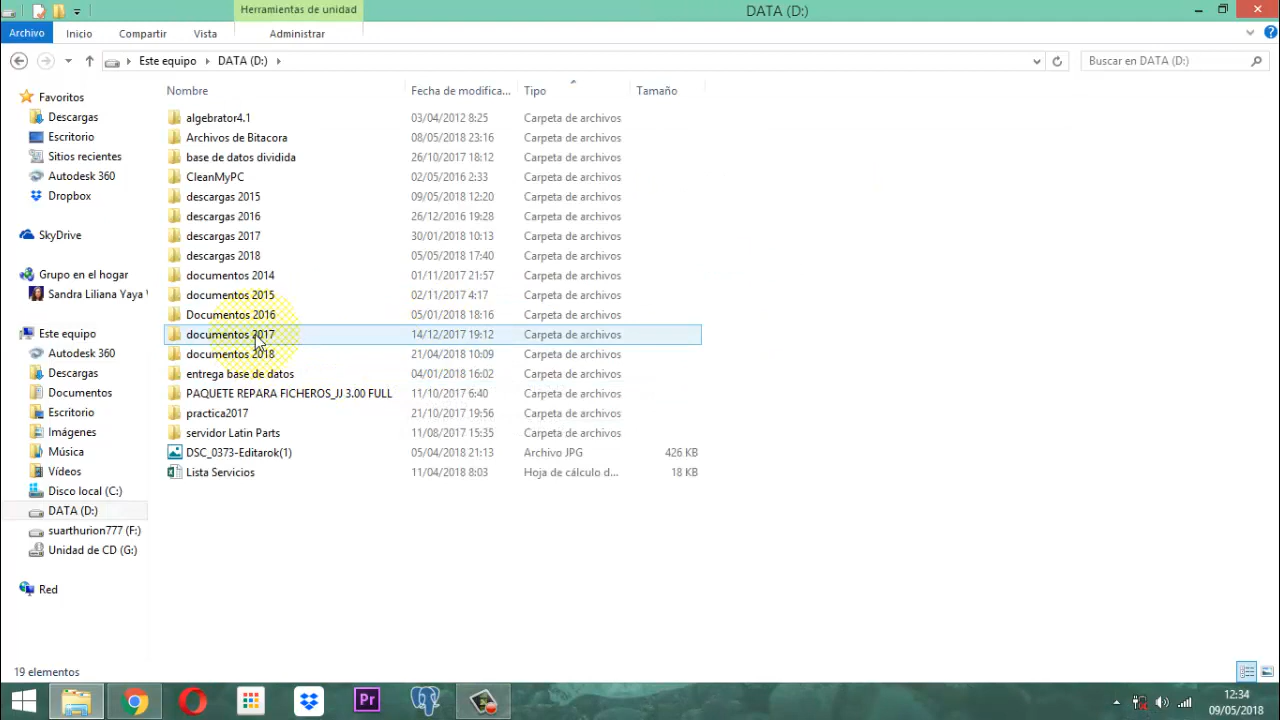 Herramientas de unidad
DATA (D:)
Archivo Inicio Compartir Vista Administrar
Este equipo DATA (D:) Buscar en DATA (D:)
Nombre Fecha de modifica... Tipo Tamaño
Favoritos
Descargas
Escritorio
Sitios recientes
Autodesk 360
Dropbox
SkyDrive
Grupo en el hogar
Sandra Liliana Yaya
Este equipo
Autodesk 360
Descargas
Documentos
Escritorio
Imágenes
Música
Vídeos
Disco local (C:)
DATA (D:)
suarthurion777 (F:)
Unidad de CD (G:)
Red
algebrator4.1 03/04/2012 8:25 Carpeta de archivos
Archivos de Bitacora 08/05/2018 23:16 Carpeta de archivos
base de datos dividida 26/10/2017 18:12 Carpeta de archivos
CleanMyPC 02/05/2016 2:33 Carpeta de archivos
descargas 2015 09/05/2018 12:20 Carpeta de archivos
descargas 2016 26/12/2016 19:28 Carpeta de archivos
descargas 2017 30/01/2018 10:13 Carpeta de archivos
descargas 2018 05/05/2018 17:40 Carpeta de archivos
documentos 2014 01/11/2017 21:57 Carpeta de archivos
documentos 2015 02/11/2017 4:17 Carpeta de archivos
Documentos 2016 05/01/2018 18:16 Carpeta de archivos
documentos 2017 14/12/2017 19:12 Carpeta de archivos
documentos 2018 21/04/2018 10:09 Carpeta de archivos
entrega base de datos 04/01/2018 16:02 Carpeta de archivos
PAQUETE REPARA FICHEROS_JJ 3.00 FULL 11/10/2017 6:40 Carpeta de archivos
practica2017 21/10/2017 19:56 Carpeta de archivos
servidor Latin Parts 11/08/2017 15:35 Carpeta de archivos
DSC_0373-Editarok(1) 05/04/2018 21:13 Archivo JPG 426 KB
Lista Servicios 11/04/2018 8:03 Hoja de cálculo d... 18 KB
19 elementos
Pr
12:34
09/05/2018